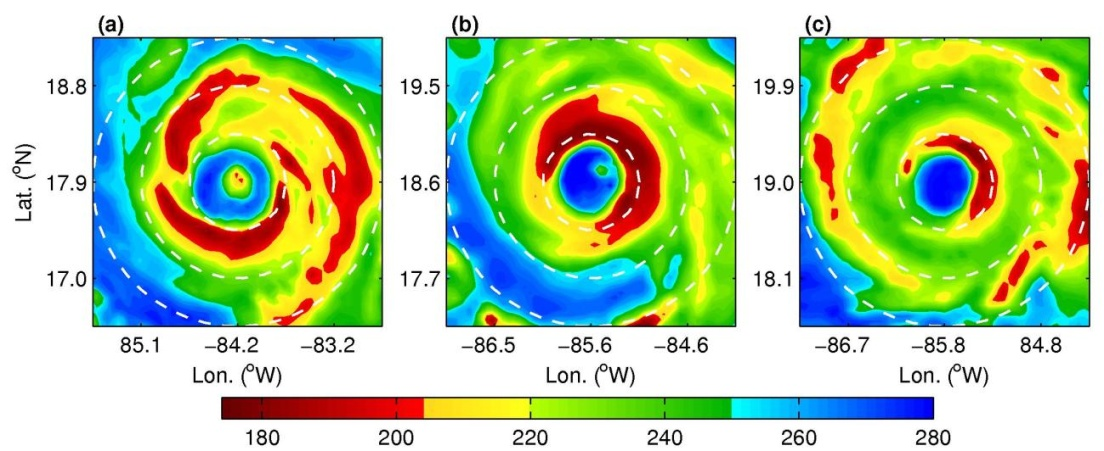 (a) (b) (c)
18.8 19.5 19.9
Lat. (°N) 17.9 18.6 19.0
17.0 17.7 18.1
85.1 −84.2 −83.2 −86.5 −85.6 −84.6 −86.7 −85.8 84.8
Lon. (°W) Lon. (°W) Lon. (°W)
180 200 220 240 260 280